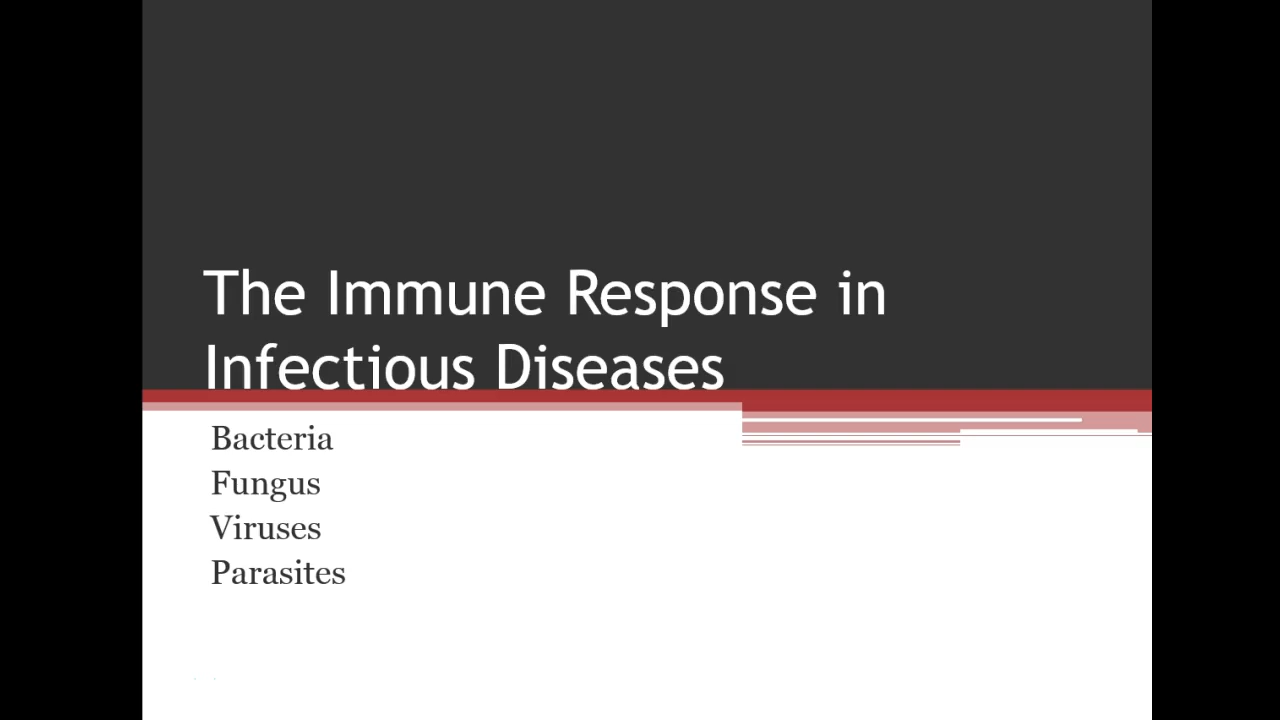 The Immune Response in
Infectious Diseases
Bacteria
Fungus
Viruses
Parasites